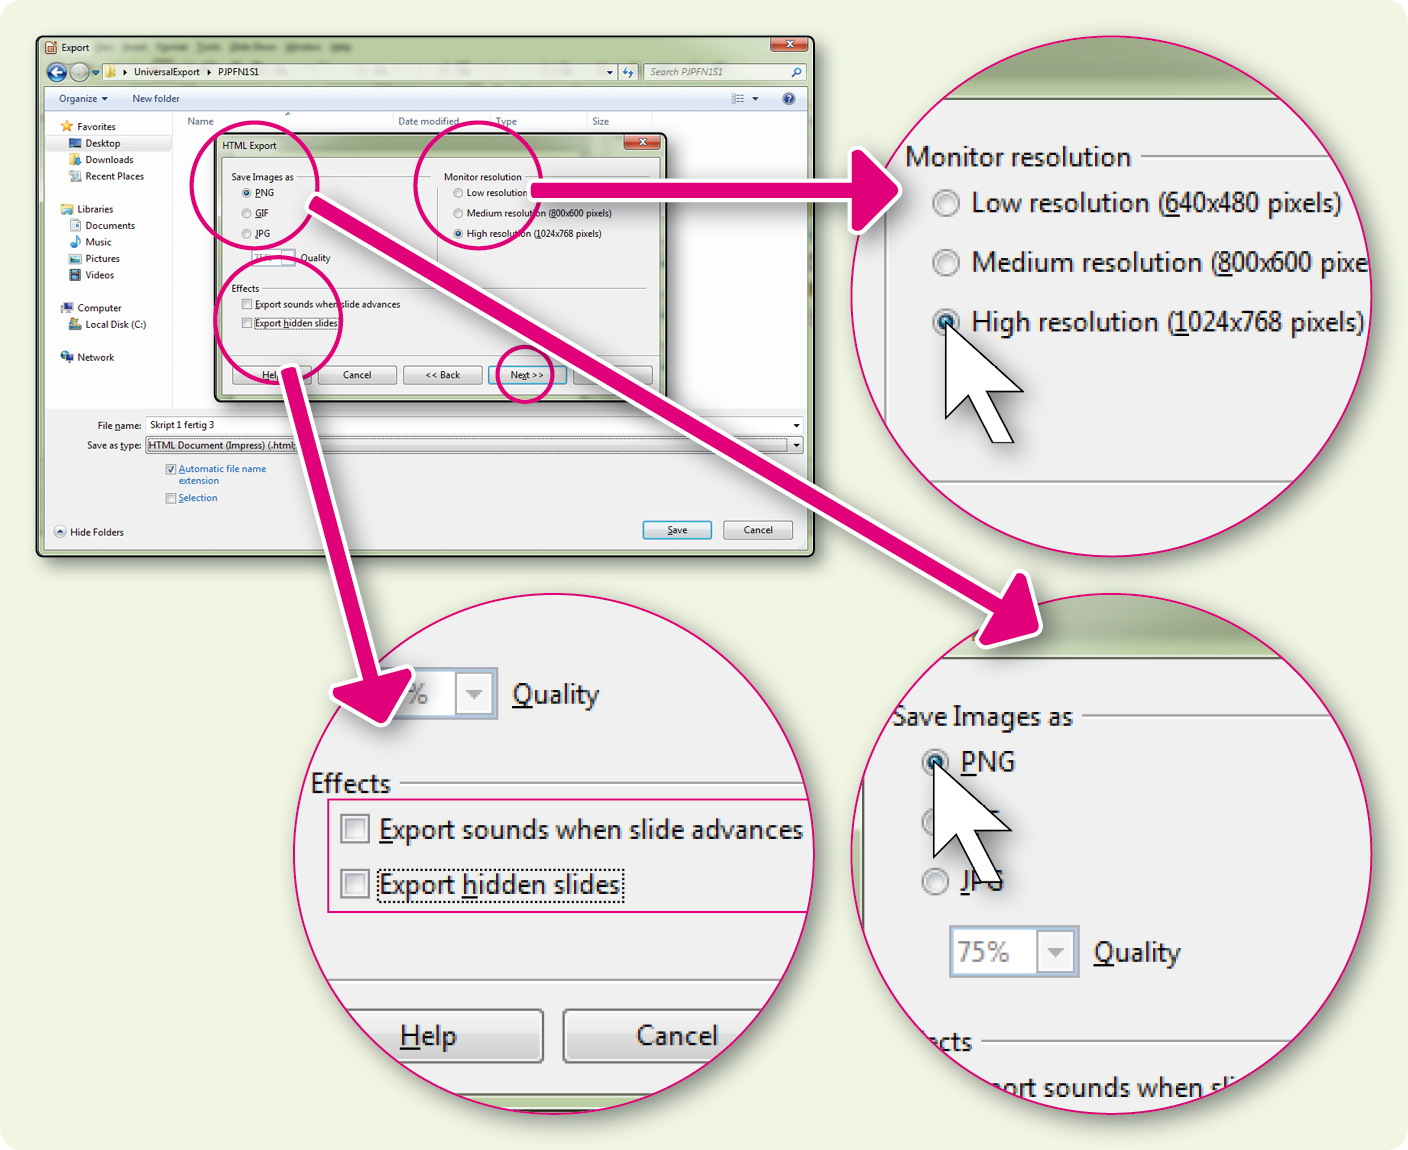 Export
UniversalExport PJPFN1S1
Search PJPFN1S1
Organize New folder
Name Date modified Type Size
Favorites
Desktop
Downloads
Recent Places
Libraries
Documents
Music
Pictures
Videos
Computer
Local Disk (C:)
Network
HTML Export
Save Images as
PNG
GIF
JPG
75% Quality
Monitor resolution
Low resolution
Medium resolution (800x600 pixels)
High resolution (1024x768 pixels)
Effects
Export sounds when slide advances
Export hidden slides
Help Cancel << Back Next >>
File name: Skript 1 fertig 3
Save as type: HTML Document (Impress) (.html;
Automatic file name
extension
Selection
Hide Folders
Save Cancel
Monitor resolution
Low resolution (640x480 pixels)
Medium resolution (800x600 pixe
High resolution (1024x768 pixels)
% Quality
Effects
Export sounds when slide advances
Export hidden slides
Help Cancel
Save Images as
PNG
JPG
75% Quality
ects
ort sounds when sli